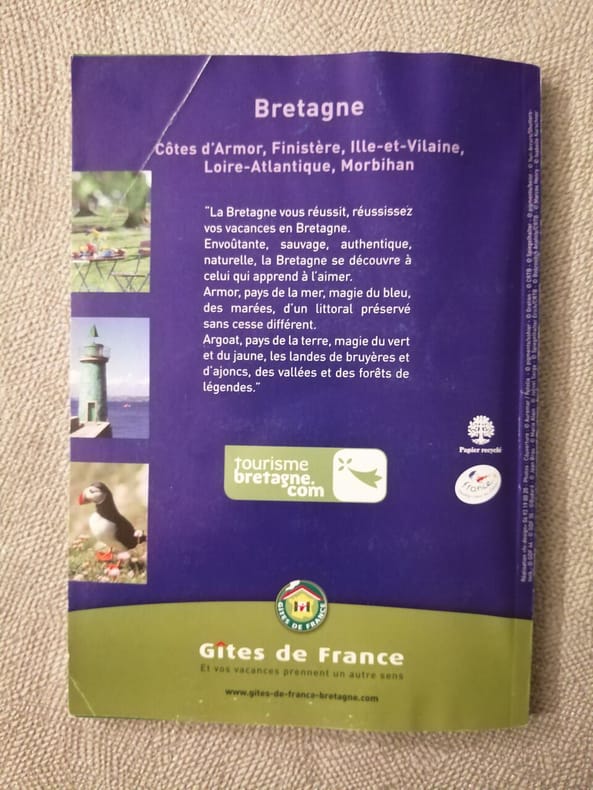 Bretagne
Côtes d'Armor, Finistère, Ille-et-Vilaine,
Loire-Atlantique, Morbihan
"La Bretagne vous réussit, réussissez
vos vacances en Bretagne.
Envoûtante, sauvage, authentique,
naturelle, la Bretagne se découvre à
celui qui apprend à l'aimer.
Armor, pays de la mer, magie du bleu,
des marées, d'un littoral préservé
sans cesse différent.
Argoat, pays de la terre, magie du vert
et du jaune, les landes de bruyères et
d'ajoncs, des vallées et des forêts de
légendes."
tourisme
bretagne.
com
Papier recyclé
france
GÎTES DE FRANCE
Gîtes de France
Et vos vacances prennent un autre sens
www.gites-de-france-bretagne.com